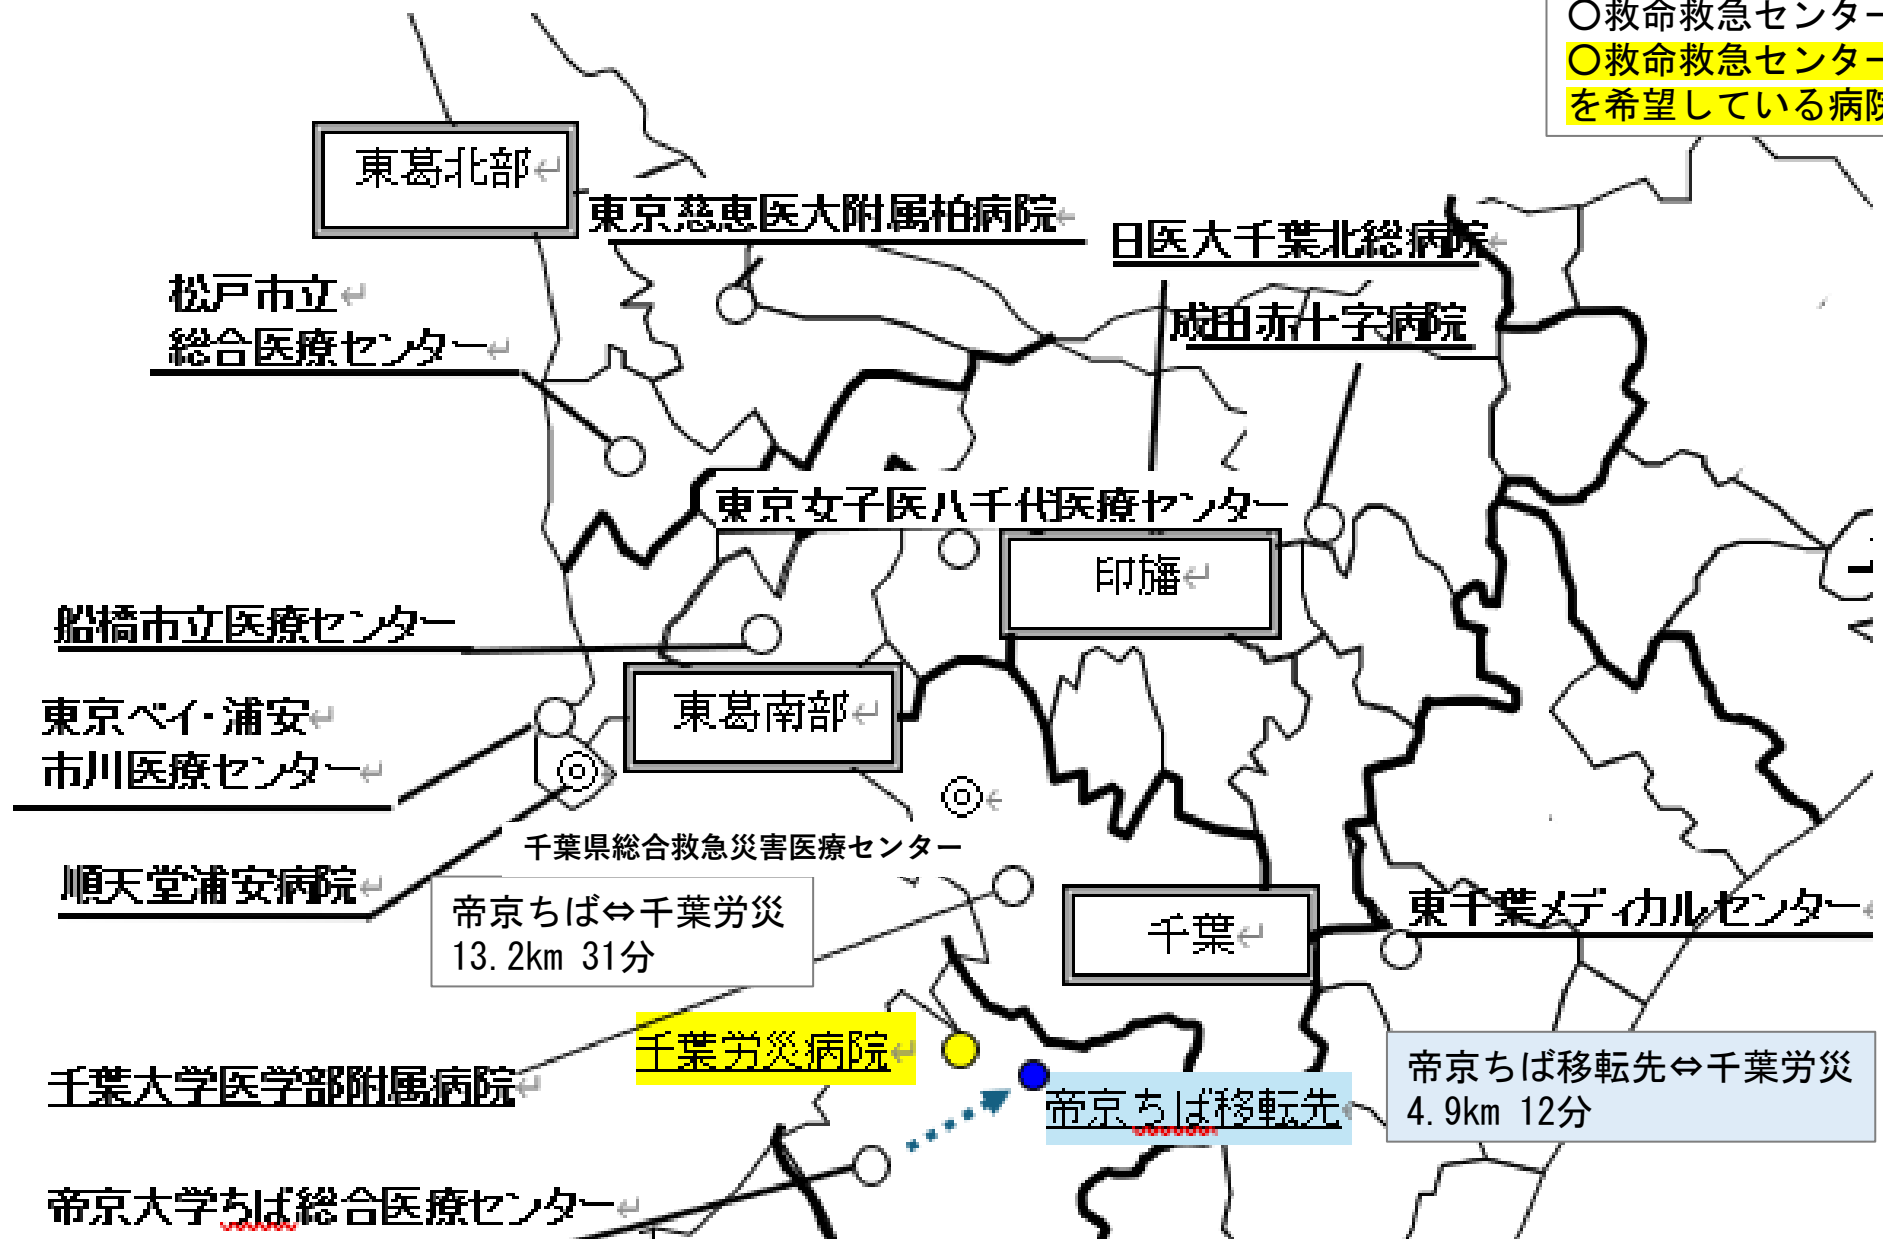 〇救命救急センター
〇救命救急センター
を希望している病院
東葛北部
東京慈恵医大附属柏病院
日医大千葉北総病院
松戸市立
総合医療センター
成田赤十字病院
東京女子医八千代医療センター
印旛
船橋市立医療センター
東葛南部
東京ベイ・浦安
市川医療センター
千葉県総合救急災害医療センター
順天堂浦安病院
帝京ちば⇔千葉労災
13.2km 31分
千葉
東千葉メディカルセンター
千葉労災病院
千葉大学医学部附属病院
帝京ちば移転先
帝京ちば移転先⇔千葉労災
4.9km 12分
帝京大学ちば総合医療センター